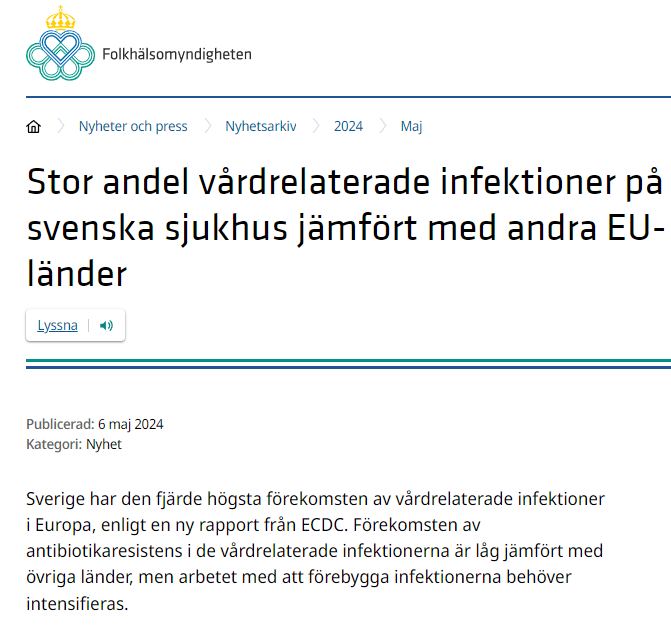 Folkhälsomyndigheten
Nyheter och press
Nyhetsarkiv
2024
Maj
Stor andel vårdrelaterade infektioner på
svenska sjukhus jämfört med andra EU-
länder
Lyssna
Publicerad: 6 maj 2024
Kategori: Nyhet
Sverige har den fjärde högsta förekomsten av vårdrelaterade infektioner
i Europa, enligt en ny rapport från ECDC. Förekomsten av
antibiotikaresistens i de vårdrelaterade infektionerna är låg jämfört med
övriga länder, men arbetet med att förebygga infektionerna behöver
intensifieras.